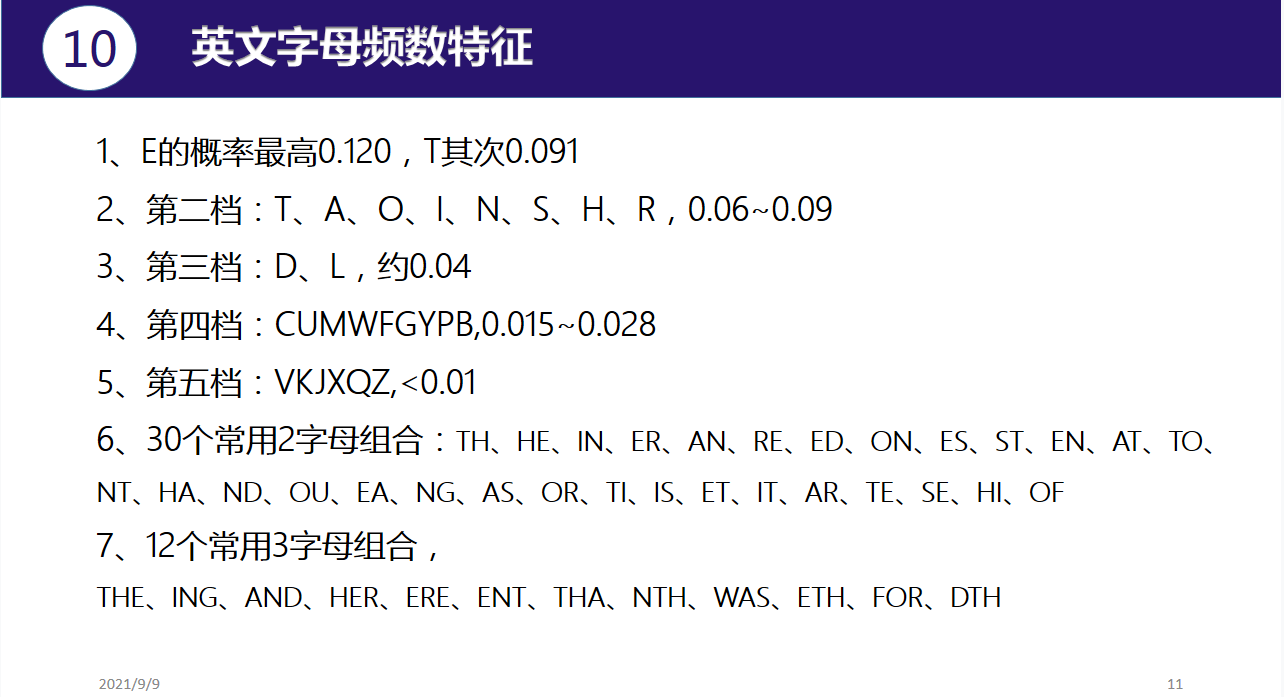 10
英文字母频数特征
1、E的概率最高0.120，T其次0.091
2、第二档：T、A、O、I、N、S、H、R，0.06~0.09
3、第三档：D、L，约0.04
4、第四档：CUMWFGYPB,0.015~0.028
5、第五档：VKJXQZ,<0.01
6、30个常用2字母组合：TH、HE、IN、ER、AN、RE、ED、ON、ES、ST、EN、AT、TO、
NT、HA、ND、OU、EA、NG、AS、OR、TI、IS、ET、IT、AR、TE、SE、HI、OF
7、12个常用3字母组合，
THE、ING、AND、HER、ERE、ENT、THA、NTH、WAS、ETH、FOR、DTH
2021/9/9
11